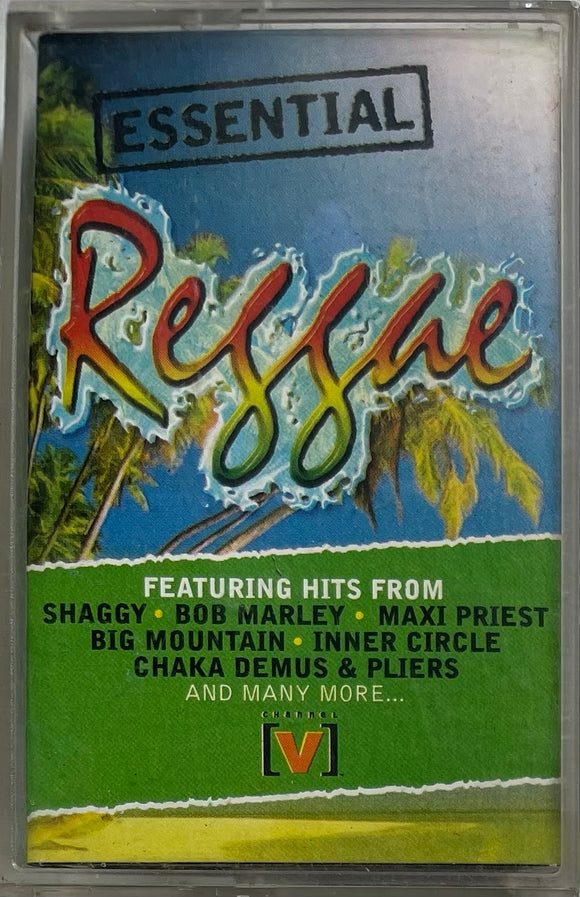 ESSENTIAL
Reggae
FEATURING HITS FROM
SHAGGY • BOB MARLEY • MAXI PRIEST
BIG MOUNTAIN • INNER CIRCLE
CHAKA DEMUS & PLIERS
AND MANY MORE...
CHANNEL
[V]™